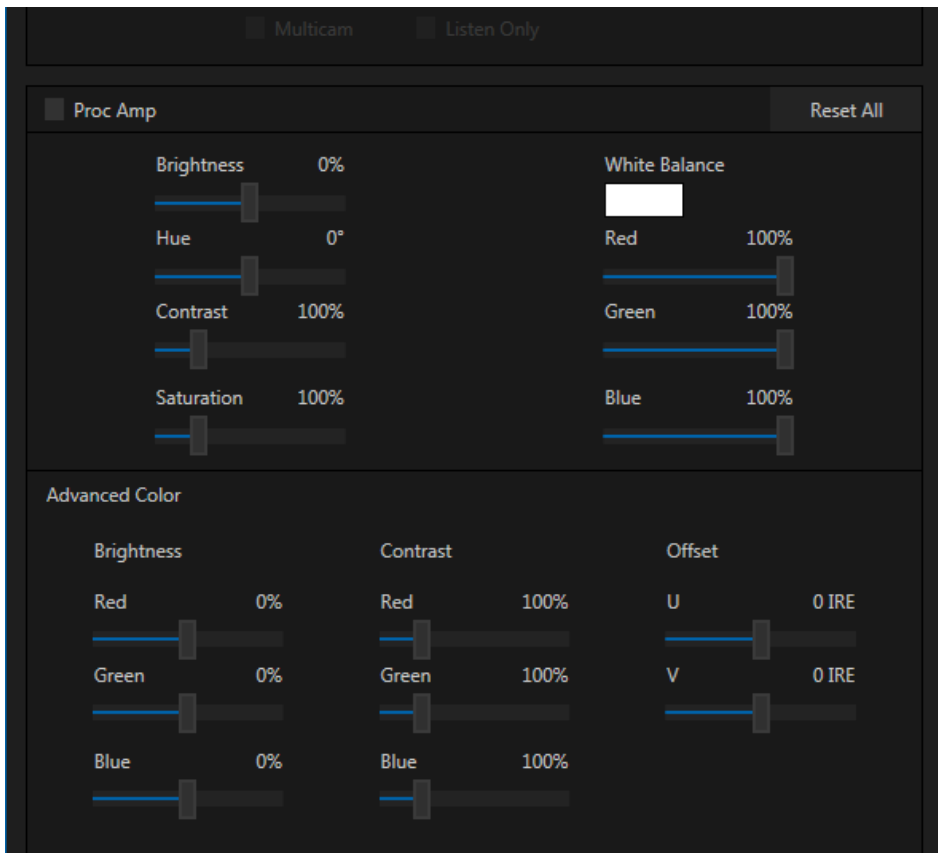 Multicam Listen Only
Proc Amp Reset All
Brightness 0% White Balance
Hue 0° Red 100%
Contrast 100% Green 100%
Saturation 100% Blue 100%
Advanced Color
Brightness Contrast Offset
Red 0% Red 100% U 0 IRE
Green 0% Green 100% V 0 IRE
Blue 0% Blue 100%